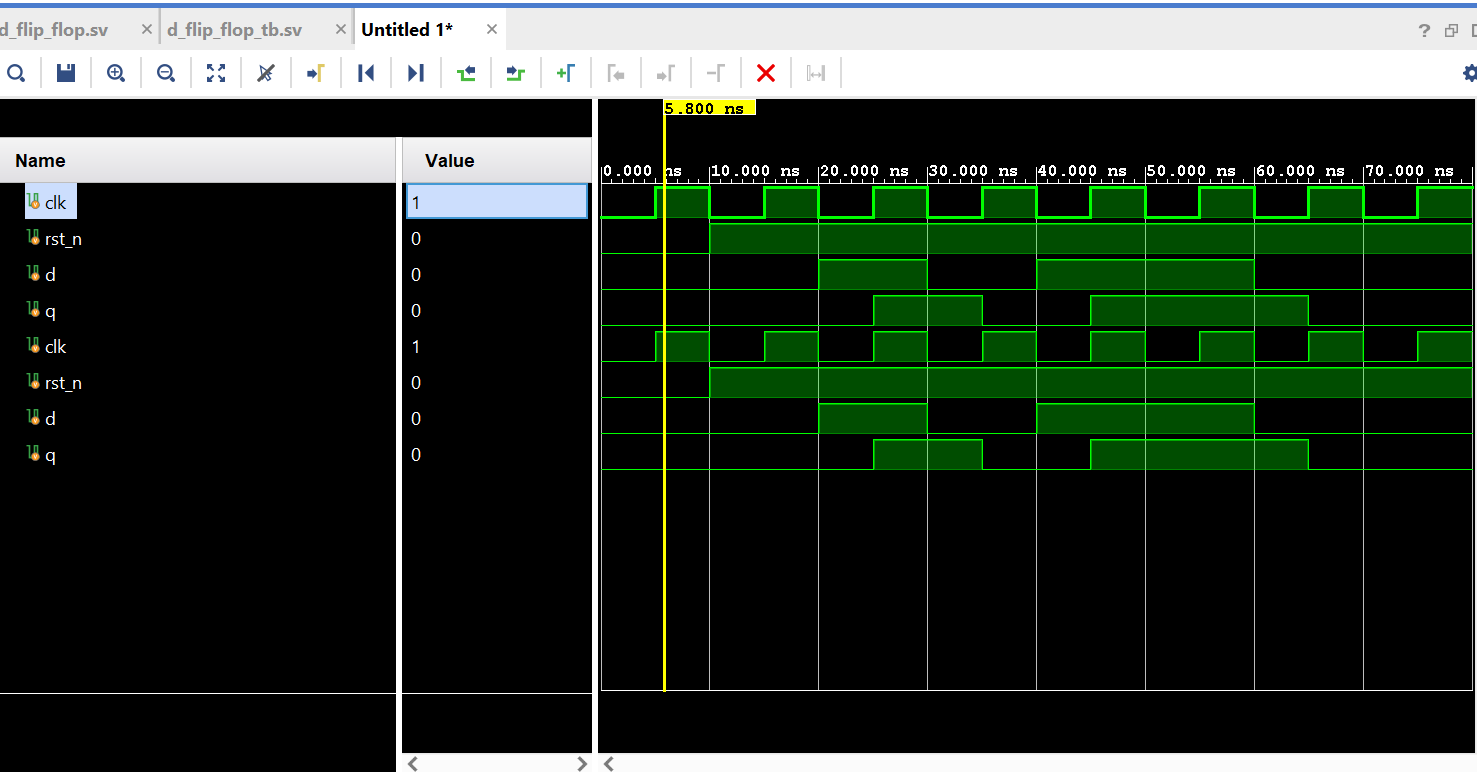 d_flip_flop.sv × d_flip_flop_tb.sv × Untitled 1* × ?
5.800 ns
Name Value
0.000 ns 10.000 ns 20.000 ns 30.000 ns 40.000 ns 50.000 ns 60.000 ns 70.000 ns
clk 1
rst_n 0
d 0
q 0
clk 1
rst_n 0
d 0
q 0